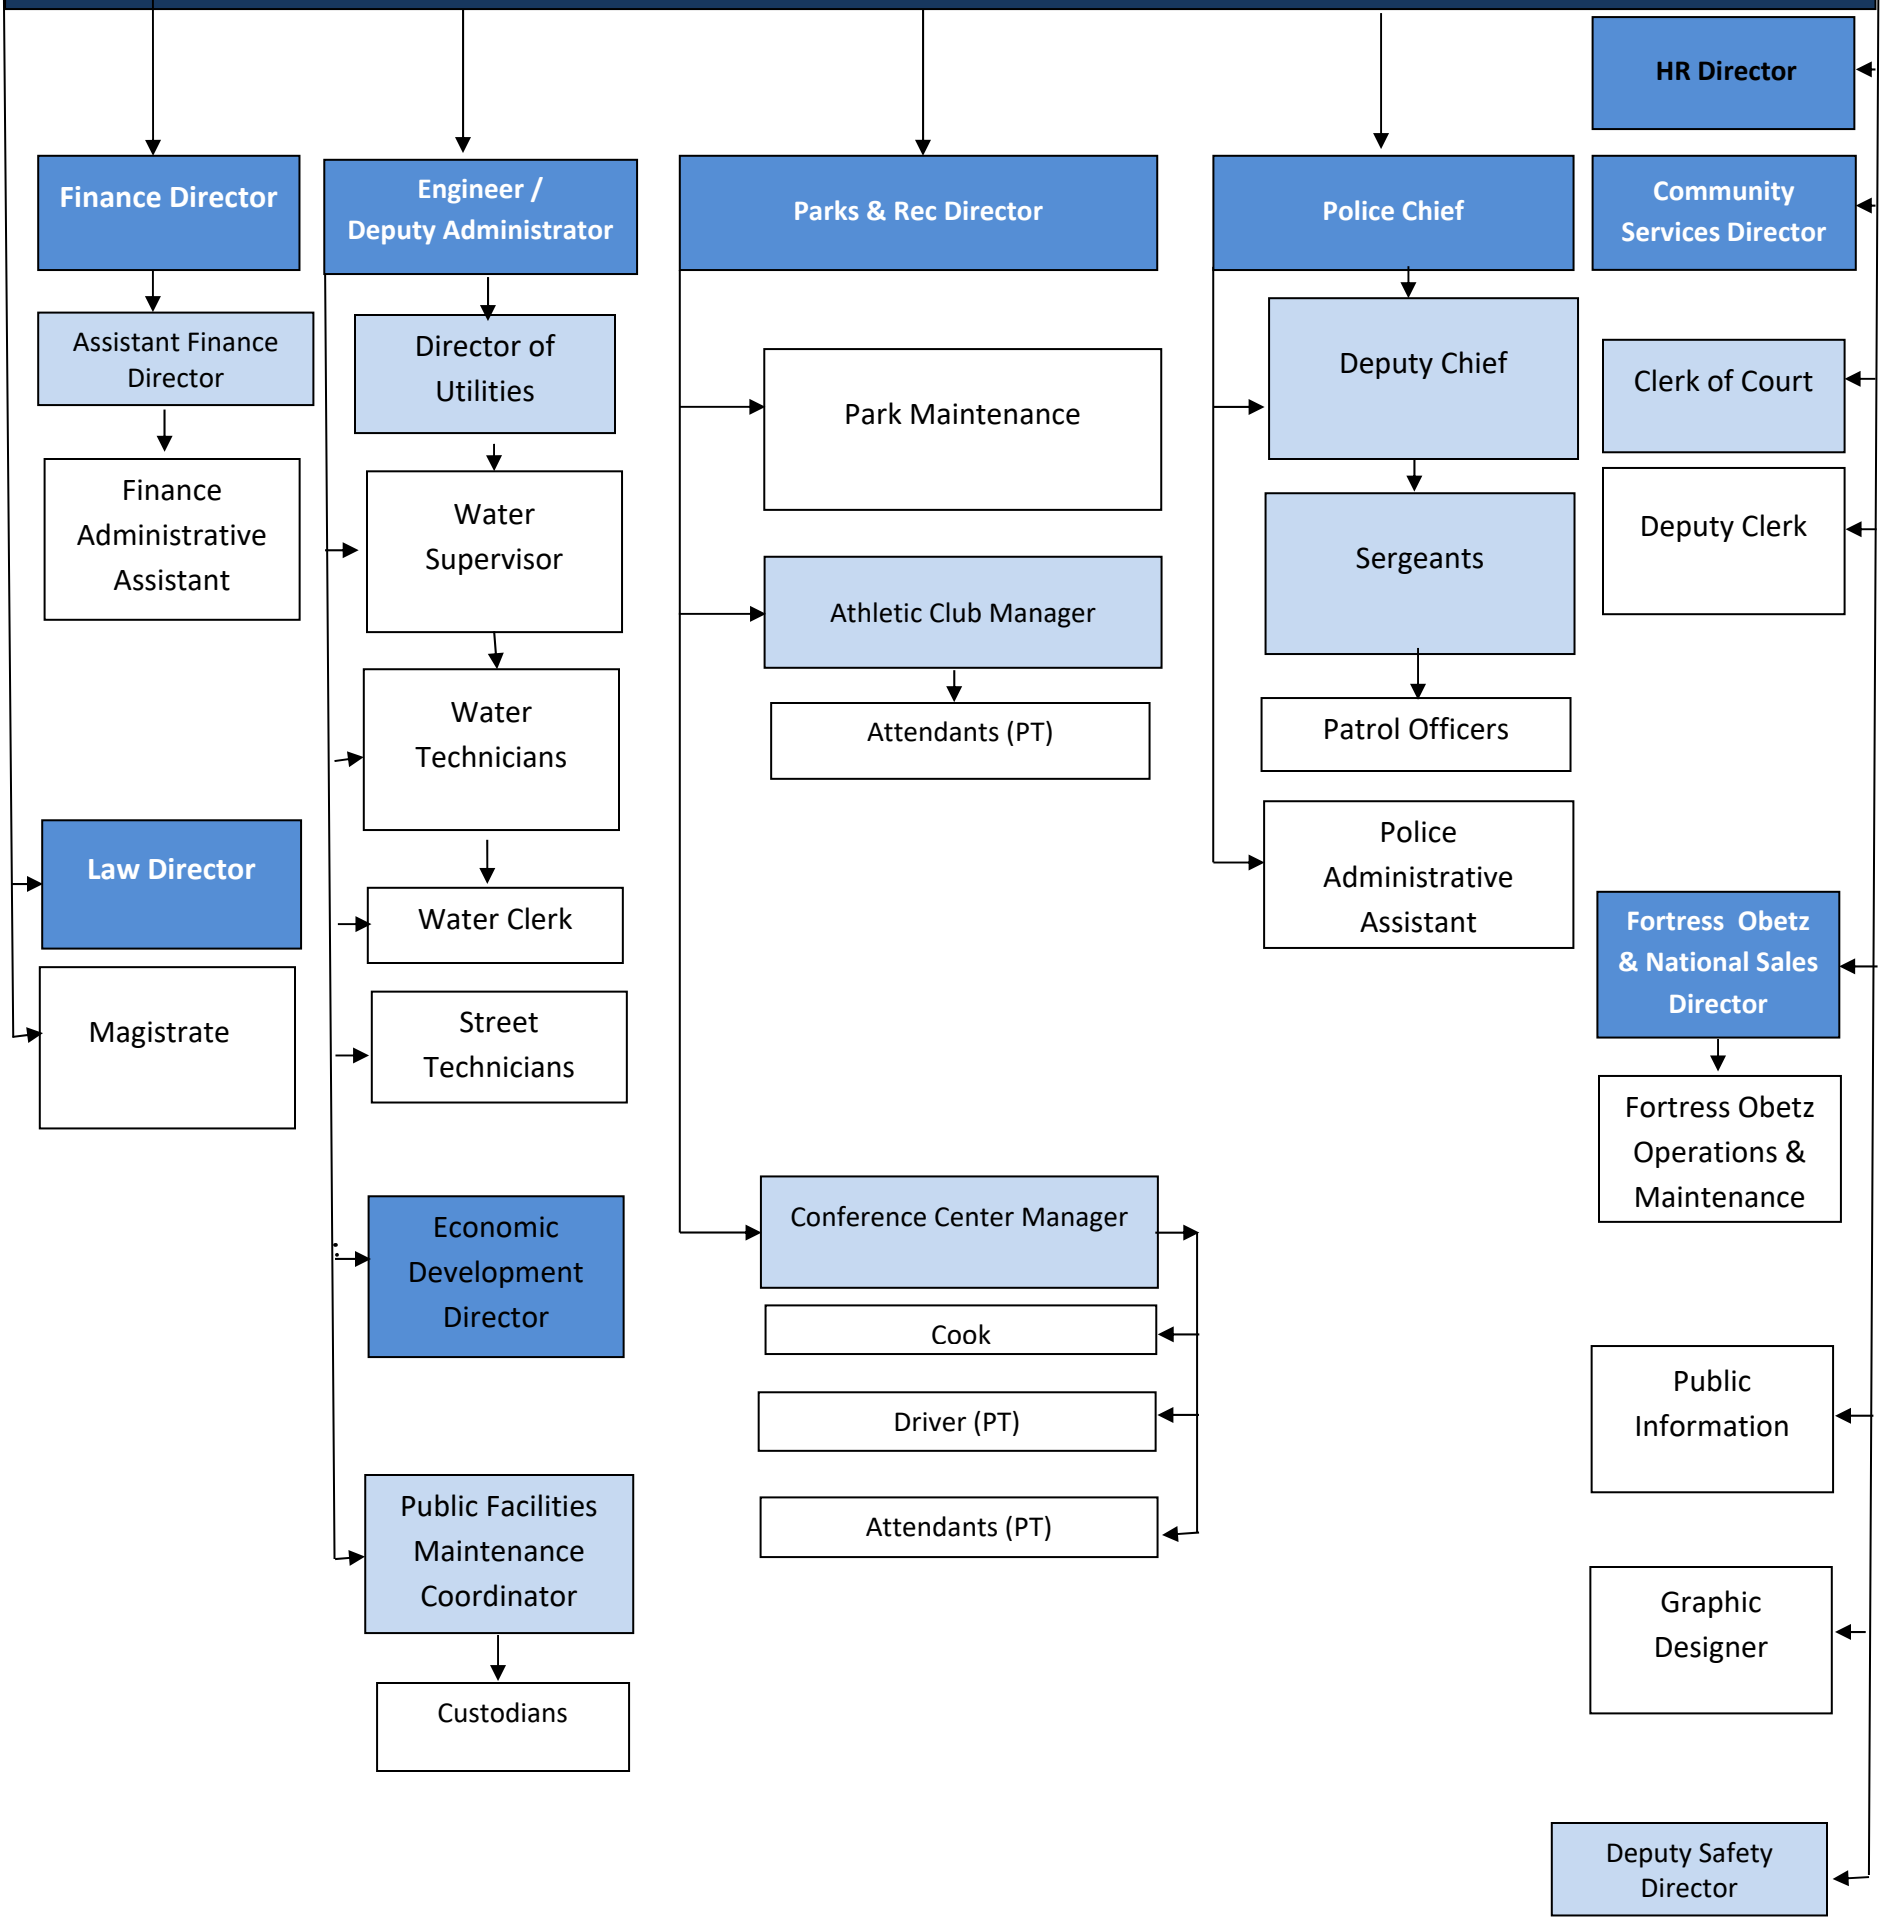 HR Director
Finance Director
Engineer /
Deputy Administrator
Parks & Rec Director
Police Chief
Community
Services Director
Assistant Finance
Director
Director of
Utilities
Park Maintenance
Deputy Chief
Clerk of Court
Finance
Administrative
Assistant
Water
Supervisor
Athletic Club Manager
Sergeants
Deputy Clerk
Water
Technicians
Attendants (PT)
Patrol Officers
Law Director
Water Clerk
Police
Administrative
Assistant
Fortress  Obetz
& National Sales
Director
Magistrate
Street
Technicians
Fortress Obetz
Operations &
Maintenance
Economic
Development
Director
Conference Center Manager
Cook
Driver (PT)
Attendants (PT)
Public
Information
Public Facilities
Maintenance
Coordinator
Custodians
Graphic
Designer
Deputy Safety
Director